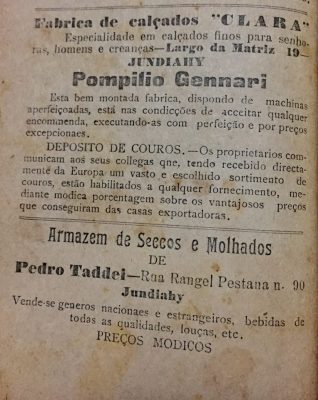 Fabrica de calçados "CLARA"
Especialidade em calçados finos para senho-
ras, homens e creanças—Largo da Matriz 19—
JUNDIAHY
Pompilio Gennari
Esta bem montada fabrica, dispondo de machinas
aperfeiçoadas, está nas condicções de acceitar qualquer
encommenda, executando-as com perfeição e por preços
excepcionaes.
DEPOSITO DE COUROS.—Os proprietarios com-
municam aos seus collegas que, tendo recebido directa-
mente da Europa um vasto e escolhido sortimento de
couros, estão habilitados a qualquer fornecimento, me-
diante modica porcentagem sobre os vantajosos preços
que conseguiram das casas exportadoras.
Armazem de Seccos e Molhados
DE
Pedro Taddei—Rua Rangel Pestana n. 90
Jundiahy
Vende-se generos nacionaes e estrangeiros, bebidas de
todas as qualidades, louças, etc.
PREÇOS MODICOS